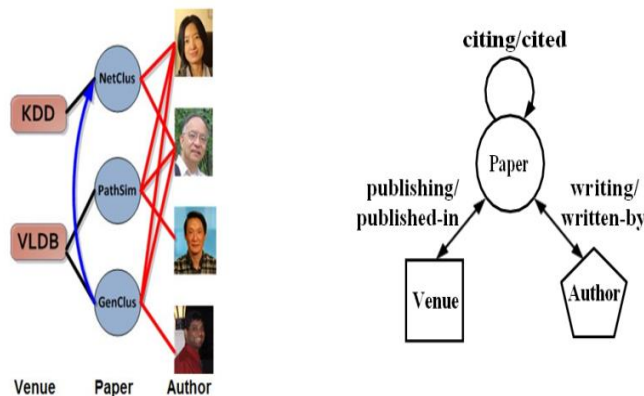 KDD
VLDB
NetClus
PathSim
GenClus
Venue Paper Author
citing/cited
Paper
publishing/
published-in
writing/
written-by
Venue
Author